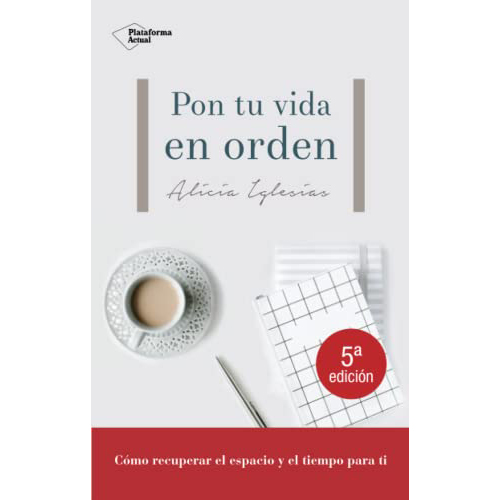 Plataforma
Actual
Pon tu vida
en orden
Alicia Iglesias
5ª
edición
Cómo recuperar el espacio y el tiempo para ti